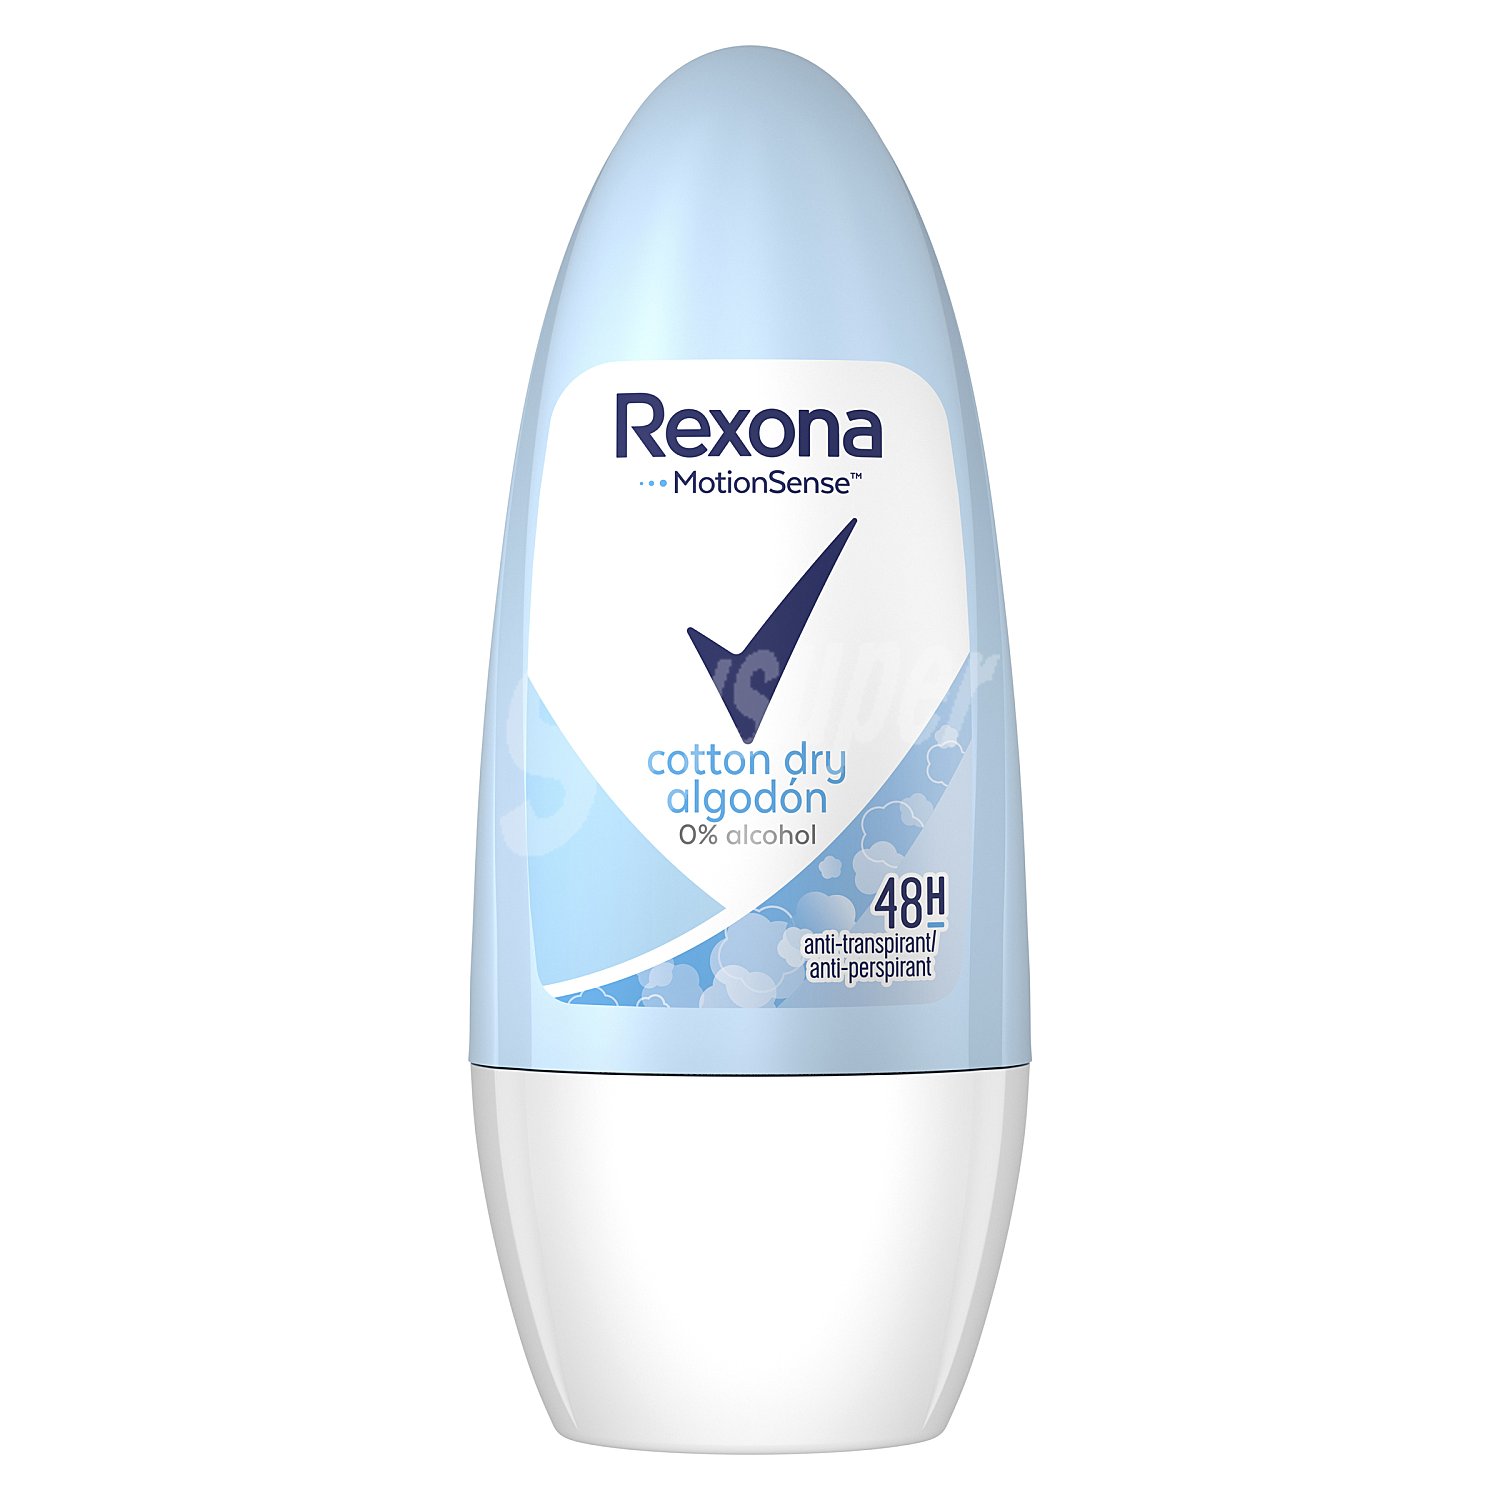 Rexona
MotionSense™
cotton dry
algodón
0% alcohol
48H
anti-transpirant/
anti-perspirant